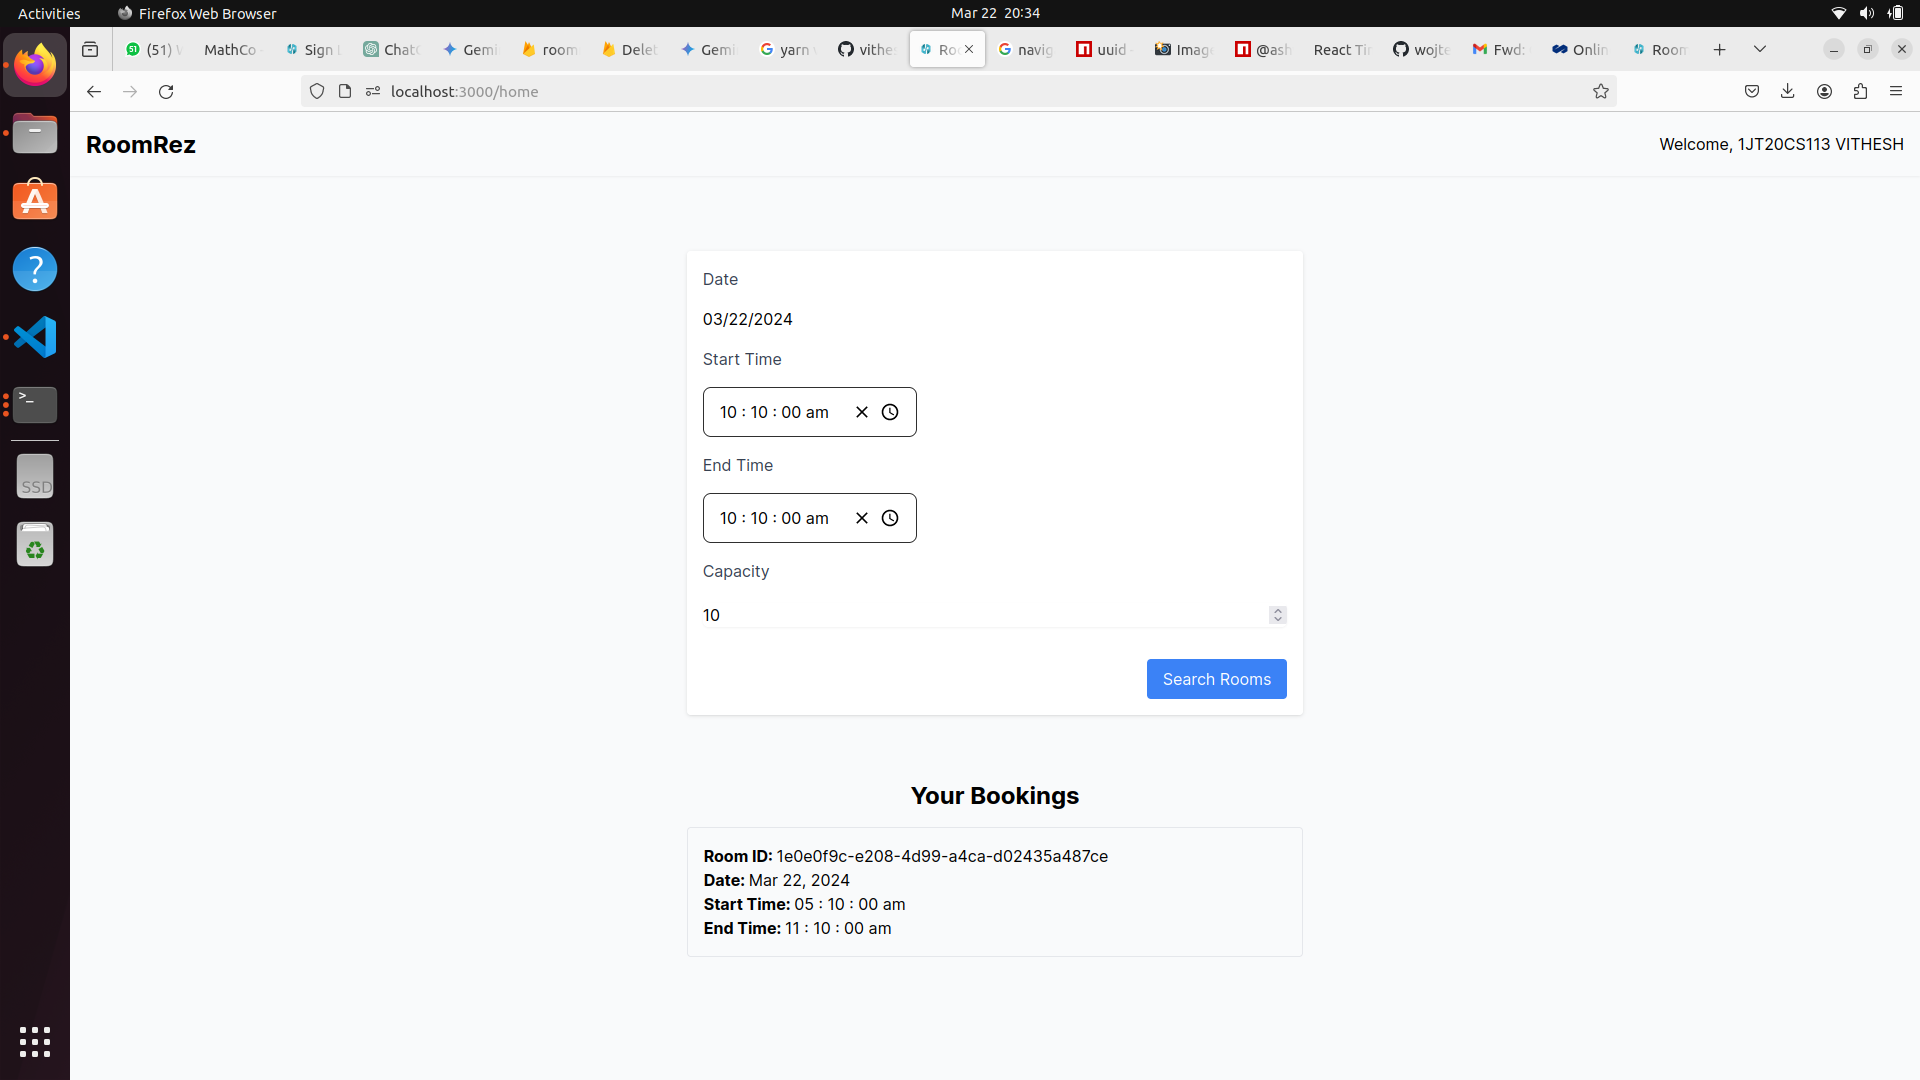 Activities
Firefox Web Browser
Mar 22 20:34
(51)
MathCo
Sign
Chat
Gemi
room
Delet
Gemi
yarn
vithe
Ro
navig
uuid
Imag
@ash
React Tir
wojte
Fwd:
Onlin
Room
localhost:3000/home
RoomRez
Welcome, 1JT20CS113 VITHESH
Date
03/22/2024
Start Time
10 : 10 : 00 am
End Time
10 : 10 : 00 am
Capacity
10
Search Rooms
Your Bookings
Room ID: 1e0e0f9c-e208-4d99-a4ca-d02435a487ce
Date: Mar 22, 2024
Start Time: 05 : 10 : 00 am
End Time: 11 : 10 : 00 am
SSD